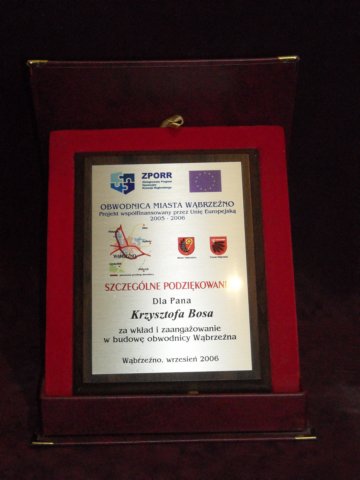 ZPORR
OBWODNICA MIASTA WĄBRZEŹNO
Projekt współfinansowany przez Unię Europejską
2005 - 2006
WĄBRZEŹNO
SZCZEGÓLNE PODZIĘKOWANI
Dla Pana
Krzysztofa Bosa
za wkład i zaangażowanie
w budowę obwodnicy Wąbrzeźna
Wąbrzeźno, wrzesień 2006